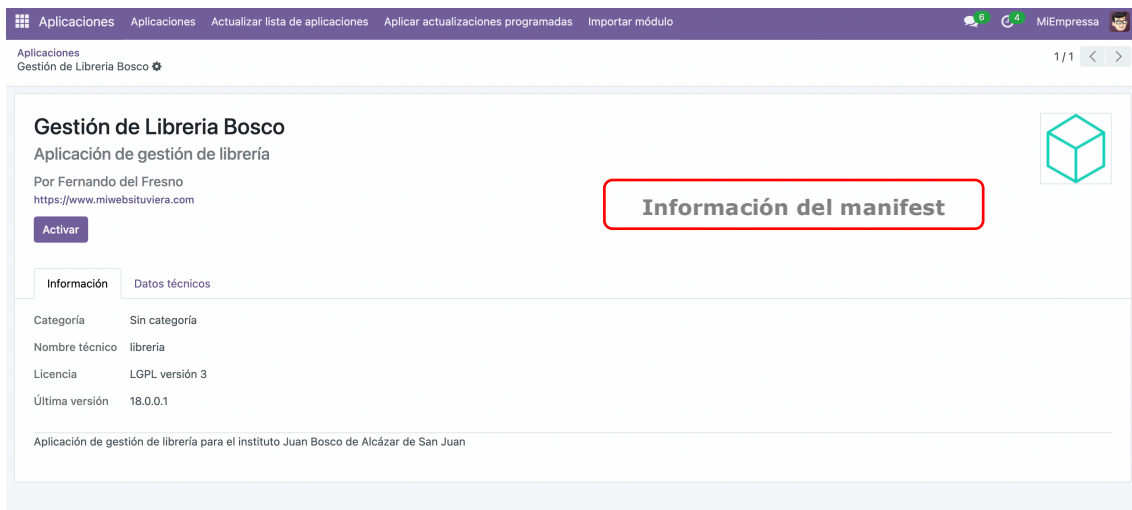 Aplicaciones Aplicaciones Actualizar lista de aplicaciones Aplicar actualizaciones programadas Importar módulo 6 4 MiEmpressa
Aplicaciones
Gestión de Libreria Bosco
1 / 1
Gestión de Libreria Bosco
Aplicación de gestión de librería
Por Fernando del Fresno
https://www.miwebsituviera.com
Información del manifest
Activar
Información Datos técnicos
Categoría Sin categoría
Nombre técnico libreria
Licencia LGPL versión 3
Última versión 18.0.0.1
Aplicación de gestión de librería para el instituto Juan Bosco de Alcázar de San Juan